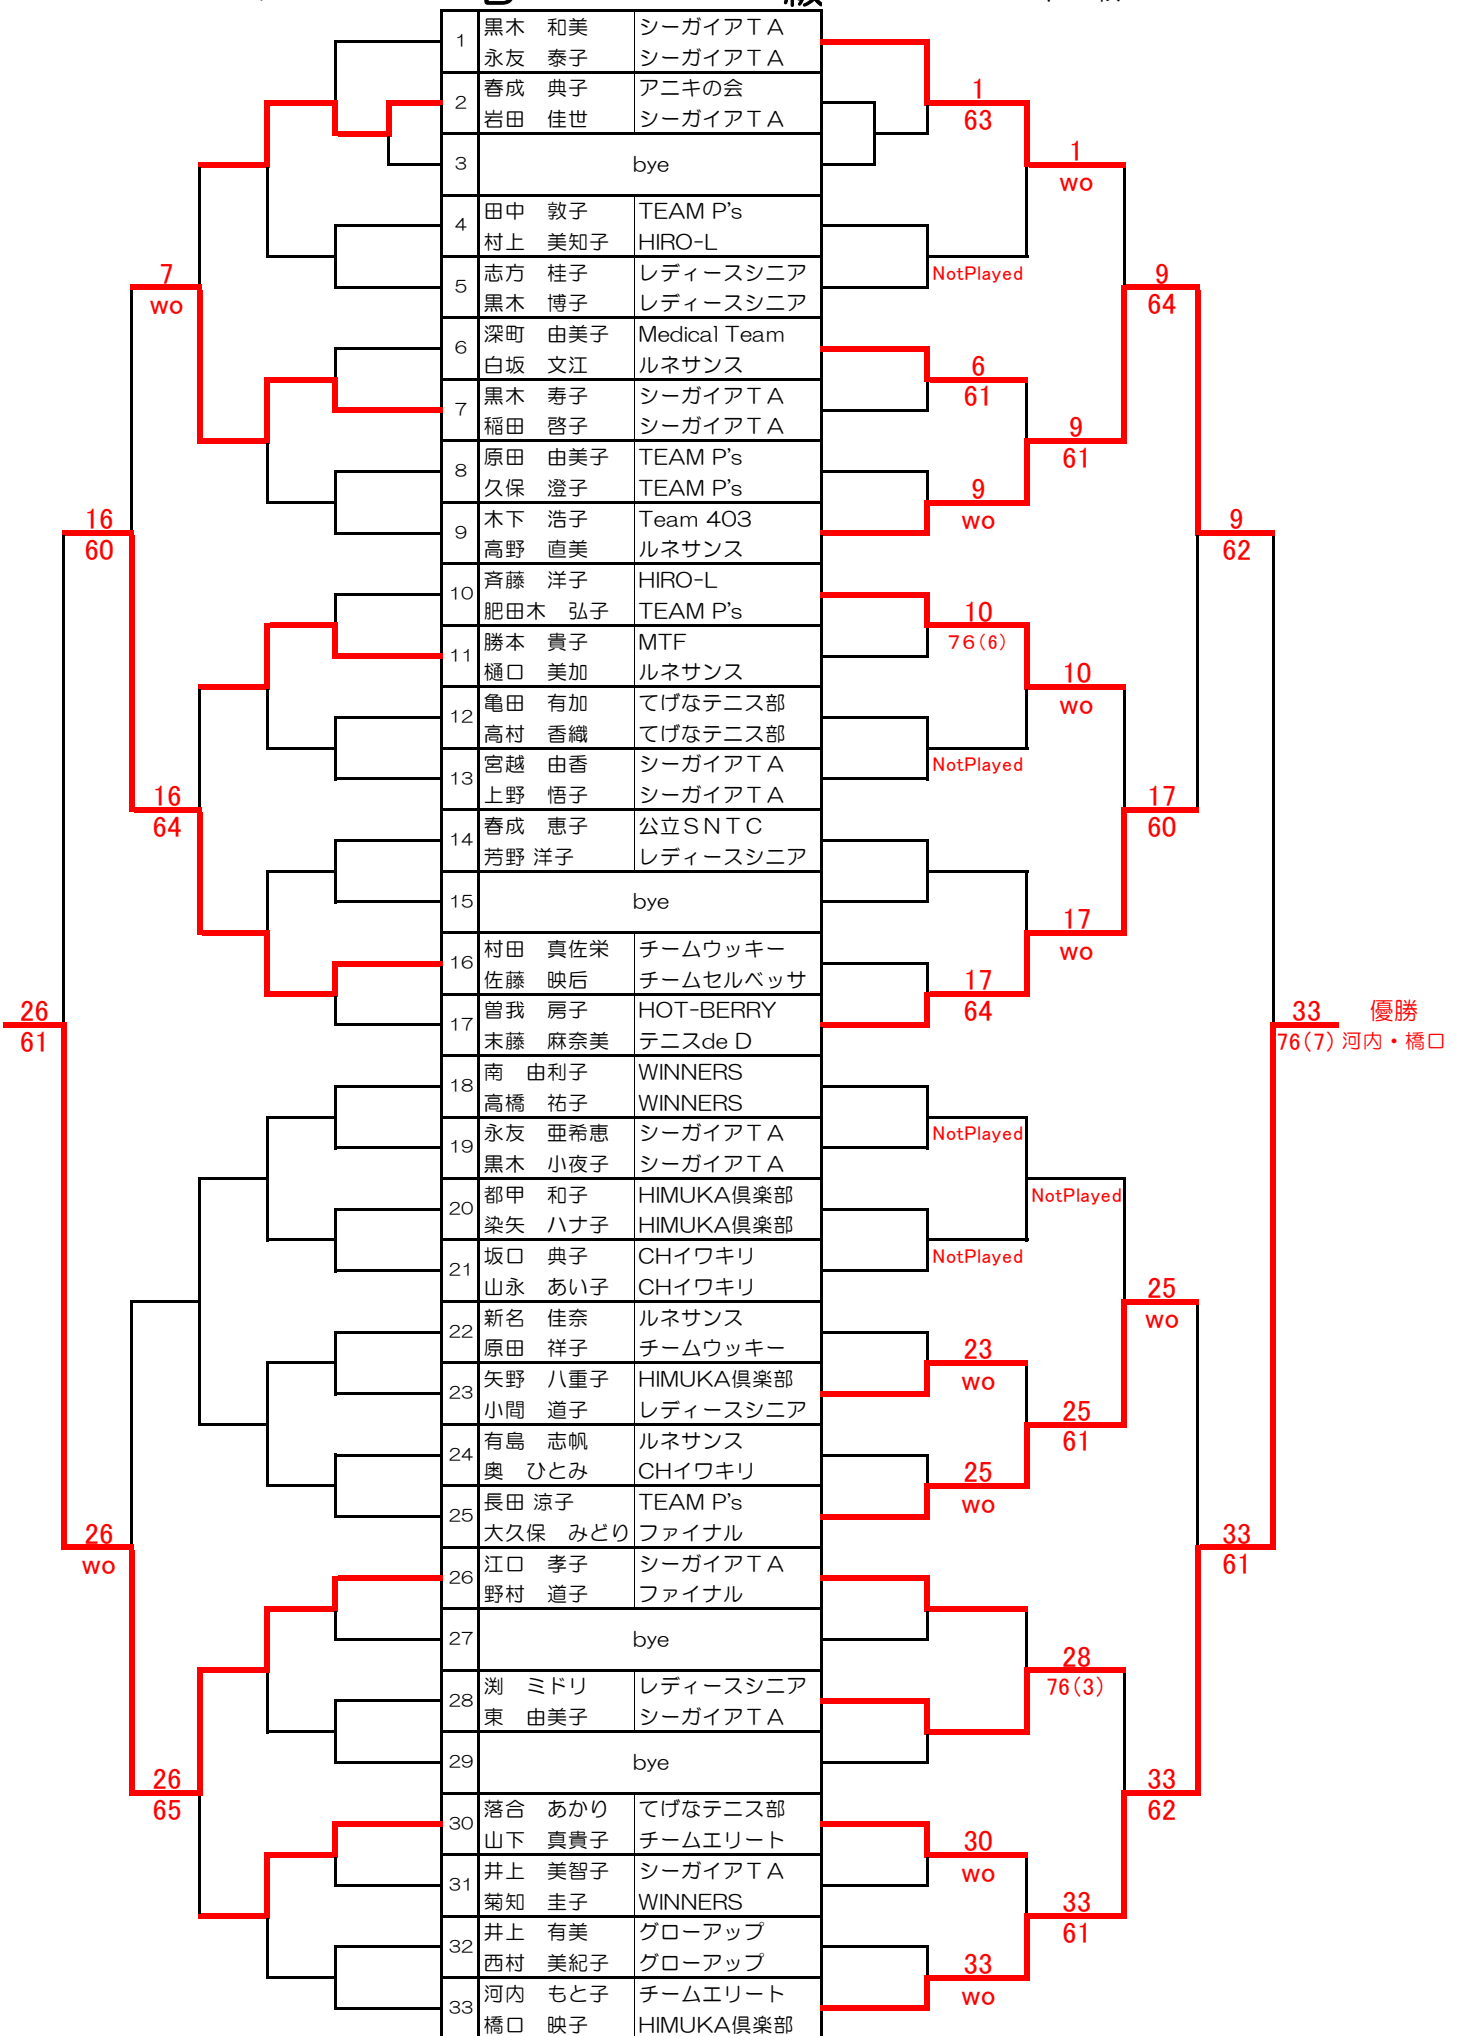 級
1 黒木　和美 シーガイアＴＡ
永友　泰子 シーガイアＴＡ
2 春成　典子 アニキの会
岩田　佳世 シーガイアＴＡ
3 bye
4 田中　敦子 TEAM P's
村上　美知子 HIRO-L
5 志方　桂子 レディースシニア
黒木　博子 レディースシニア
6 深町　由美子 Medical Team
白坂　文江 ルネサンス
7 黒木　寿子 シーガイアＴＡ
稲田　啓子 シーガイアＴＡ
8 原田　由美子 TEAM P's
久保　澄子 TEAM P's
9 木下　浩子 Team 403
高野　直美 ルネサンス
10 斉藤　洋子 HIRO-L
肥田木　弘子 TEAM P's
11 勝本　貴子 MTF
樋口　美加 ルネサンス
12 亀田　有加 てげなテニス部
高村　香織 てげなテニス部
13 宮越　由香 シーガイアＴＡ
上野　悟子 シーガイアＴＡ
14 春成　恵子 公立ＳＮＴＣ
芳野 洋子 レディースシニア
15 bye
16 村田　真佐栄 チームウッキー
佐藤　映后 チームセルベッサ
17 曽我　房子 HOT-BERRY
末藤　麻奈美 テニスde D
18 南　由利子 WINNERS
高橋　祐子 WINNERS
19 永友　亜希恵 シーガイアＴＡ
黒木　小夜子 シーガイアＴＡ
20 都甲　和子 HIMUKA倶楽部
染矢　ハナ子 HIMUKA倶楽部
21 坂口　典子 CHイワキリ
山永　あい子 CHイワキリ
22 新名　佳奈 ルネサンス
原田　祥子 チームウッキー
23 矢野　八重子 HIMUKA倶楽部
小間　道子 レディースシニア
24 有島　志帆 ルネサンス
奥　ひとみ CHイワキリ
25 長田 涼子 TEAM P's
大久保　みどり ファイナル
26 江口　孝子 シーガイアＴＡ
野村　道子 ファイナル
27 bye
28 渕　ミドリ レディースシニア
東　由美子 シーガイアＴＡ
29 bye
30 落合　あかり てげなテニス部
山下　真貴子 チームエリート
31 井上　美智子 シーガイアＴＡ
菊知　圭子 WINNERS
32 井上　有美 グローアップ
西村　美紀子 グローアップ
33 河内　もと子 チームエリート
橋口　映子 HIMUKA倶楽部
7
wo
16
60
16
64
26
61
26
wo
26
65
1
63
1
wo
NotPlayed
9
64
6
61
9
61
9
wo
9
62
10
76(6)
10
wo
NotPlayed
17
60
17
wo
17
64
33 優勝
76(7) 河内・橋口
NotPlayed
NotPlayed
NotPlayed
25
wo
23
wo
25
61
25
wo
33
61
28
76(3)
33
62
30
wo
33
61
33
wo